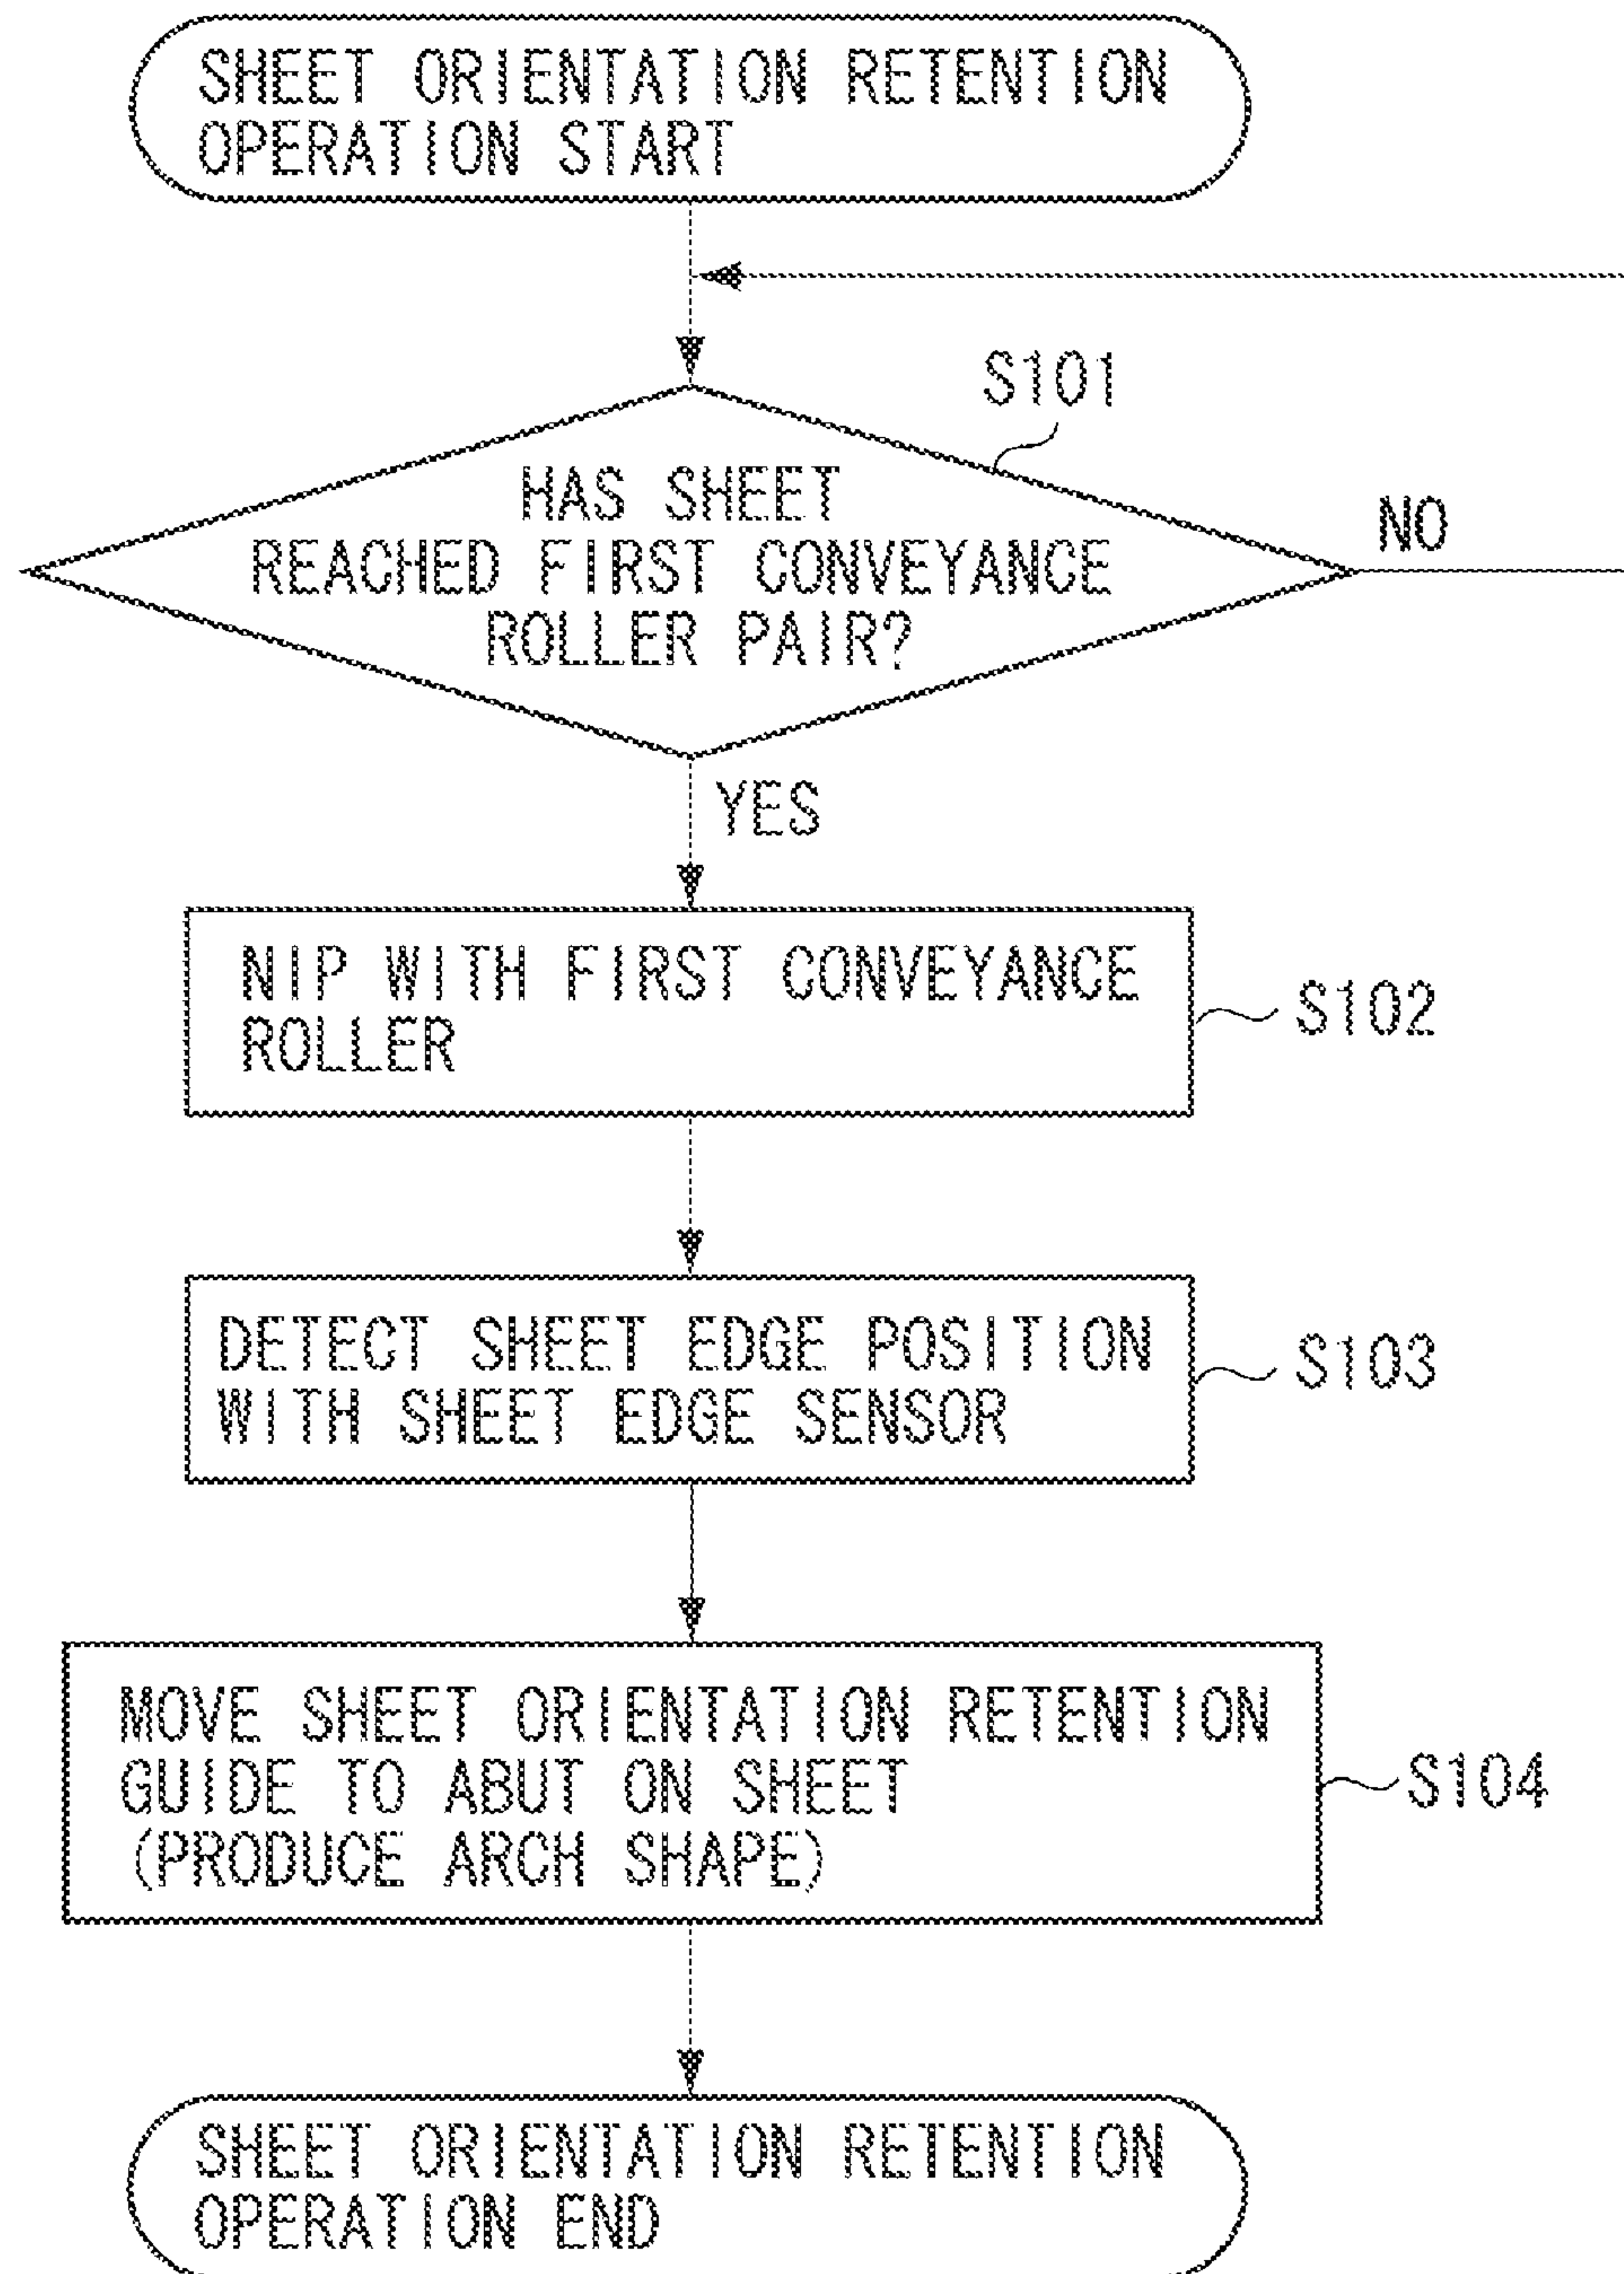 SHEET ORIENTATION RETENTION
OPERATION START
S101
HAS SHEET
REACHED FIRST CONVEYANCE
ROLLER PAIR?
NO
YES
NIP WITH FIRST CONVEYANCE
ROLLER
S102
DETECT SHEET EDGE POSITION
WITH SHEET EDGE SENSOR
S103
MOVE SHEET ORIENTATION RETENTION
GUIDE TO ABUT ON SHEET
(PRODUCE ARCH SHAPE)
S104
SHEET ORIENTATION RETENTION
OPERATION END